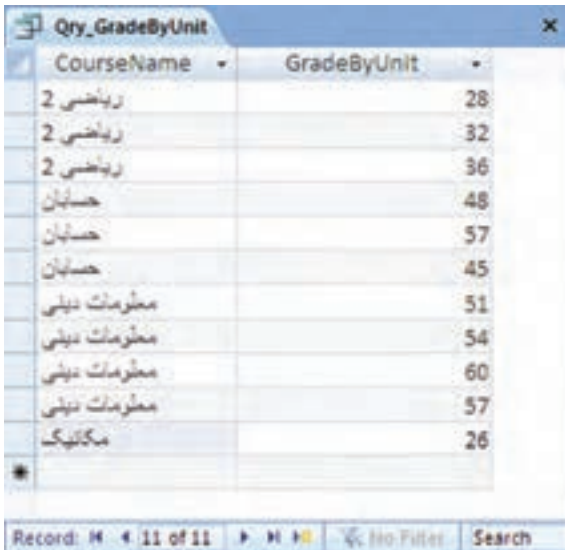 Qry_GradeByUnit
CourseName GradeByUnit
ریاضی 2 28
ریاضی 2 32
ریاضی 2 36
حسابان 48
حسابان 57
حسابان 45
معلومات دینی 51
معلومات دینی 54
معلومات دینی 60
معلومات دینی 57
مکانیک 26
Record: 11 of 11 No Filter Search